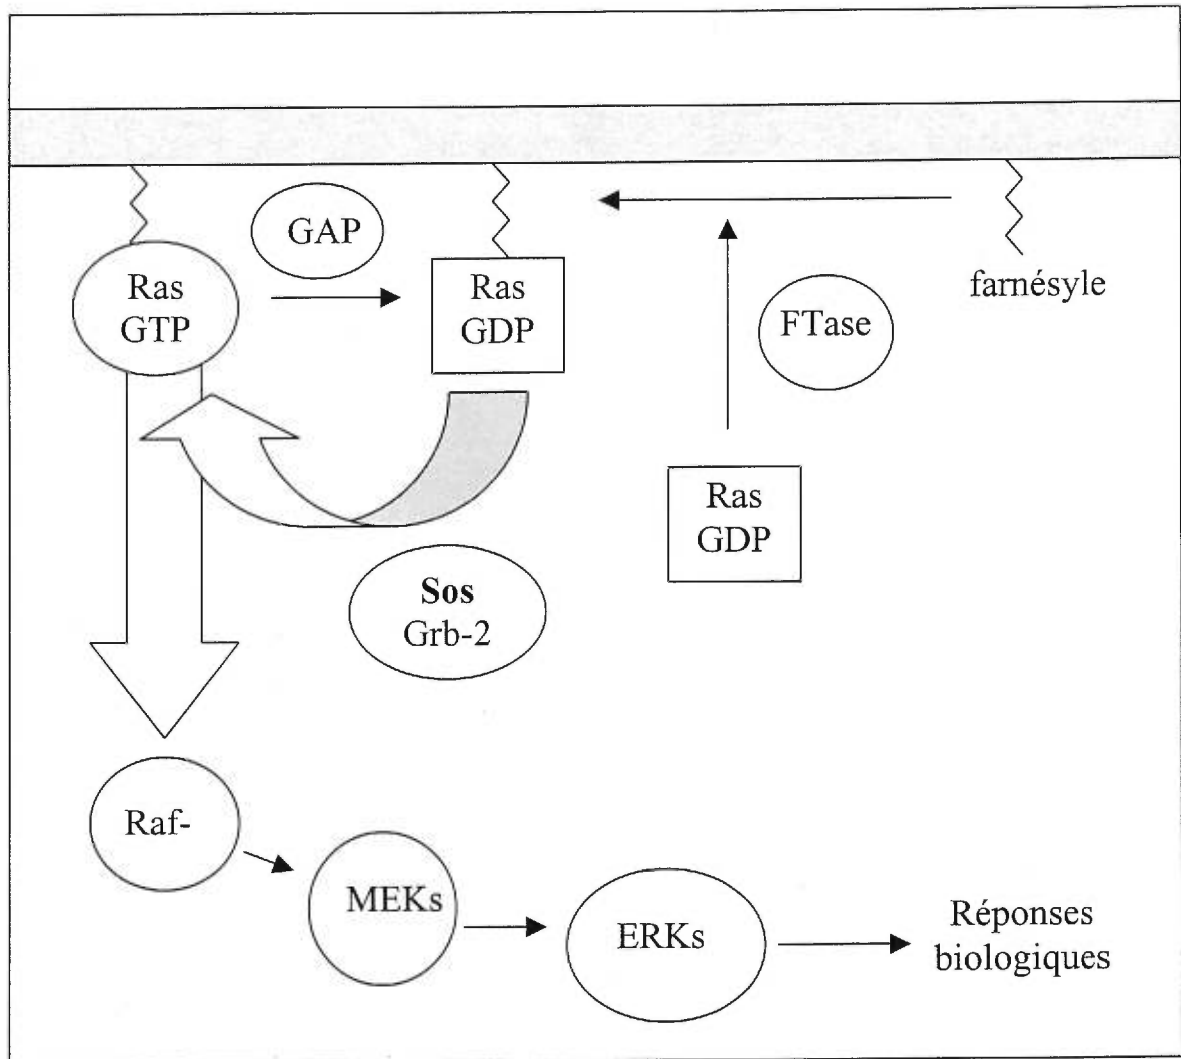 GAP
Ras
GTP
Ras
GDP
farnésyle
FTase
Ras
GDP
Sos
Grb-2
Raf-
MEKs
ERKs
Réponses
biologiques